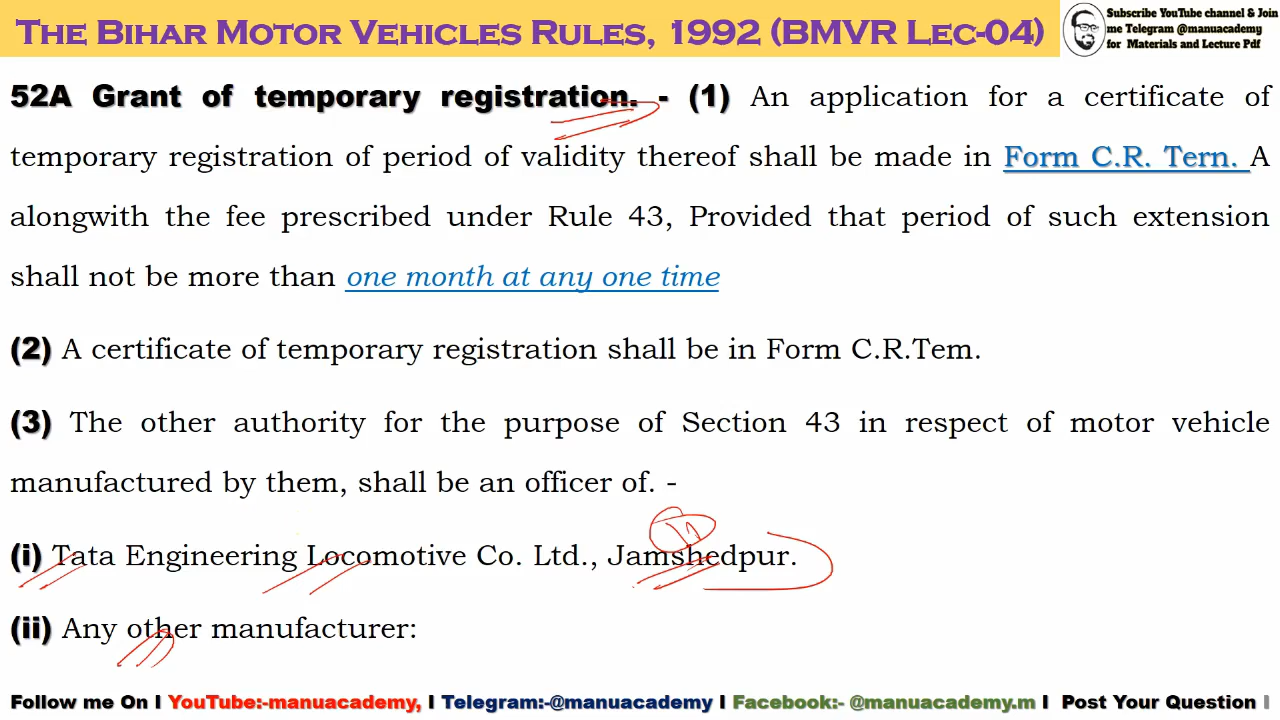 THE BIHAR MOTOR VEHICLES RULES, 1992 (BMVR LEC-04)
Subscribe YouTube channel & Join
me Telegram @manuacademy
for Materials and Lecture Pdf
52A Grant of temporary registration. - (1) An application for a certificate of
temporary registration of period of validity thereof shall be made in Form C.R. Tern. A
alongwith the fee prescribed under Rule 43, Provided that period of such extension
shall not be more than one month at any one time
(2) A certificate of temporary registration shall be in Form C.R.Tem.
(3) The other authority for the purpose of Section 43 in respect of motor vehicle
manufactured by them, shall be an officer of. -
(i) Tata Engineering Locomotive Co. Ltd., Jamshedpur.
(ii) Any other manufacturer:
Follow me On I YouTube:-manuacademy, I Telegram:-@manuacademy I Facebook:- @manuacademy.m I Post Your Question I